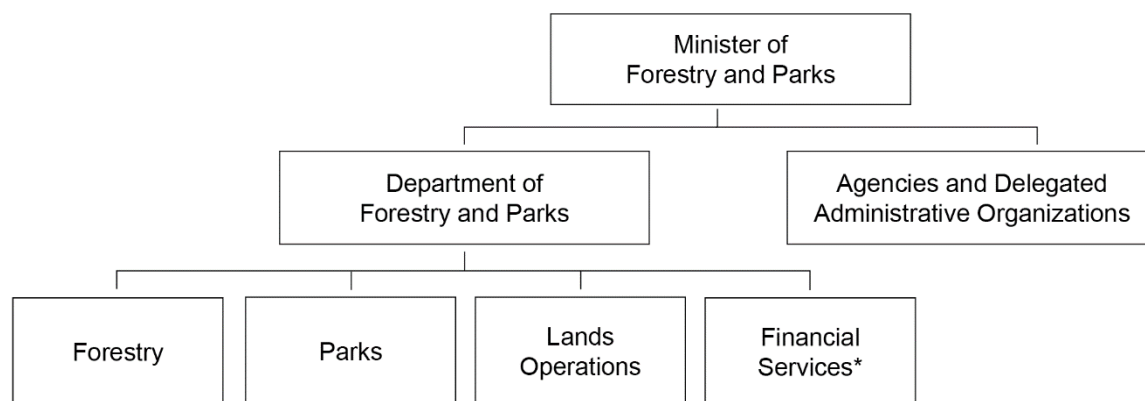 Minister of
Forestry and Parks
Department of
Forestry and Parks
Agencies and Delegated
Administrative Organizations
Forestry
Parks
Lands
Operations
Financial
Services*